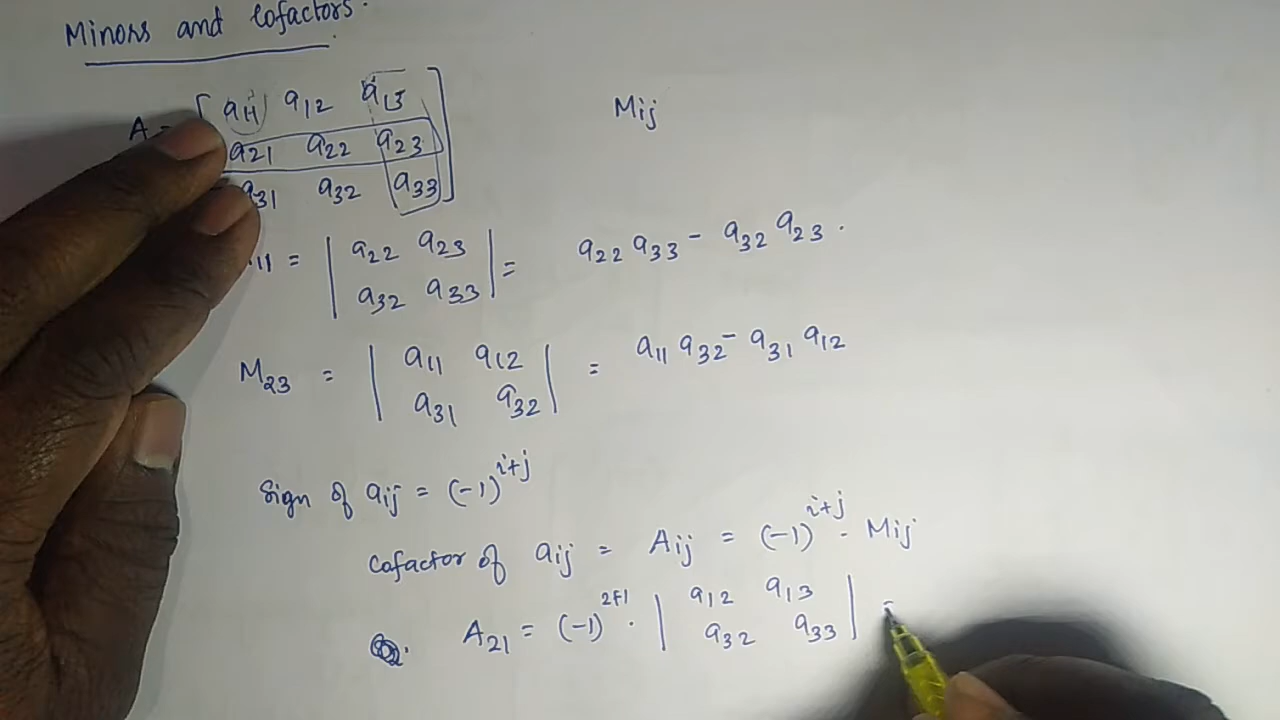 Minors and Cofactors.
A = [ a11 a12 a13
a21 a22 a23
a31 a32 a33 ]
Mij
11 = | a22 a23 | = a22 a33 - a32 a23 .
| a32 a33 |
M23 = | a11 a12 | = a11 a32 - a31 a12
| a31 a32 |
Sign of aij = (-1)^i+j
Cofactor of aij = Aij = (-1)^i+j . Mij
A21 = (-1)^2+1 . | a12 a13 | =
| a32 a33 |